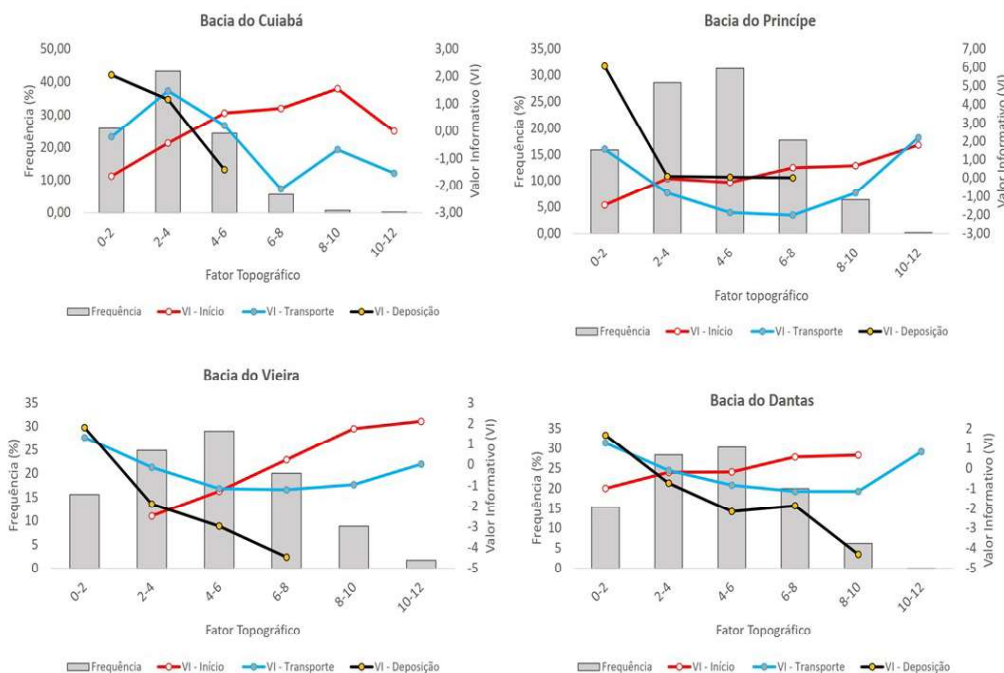 Bacia do Cuiabá
50,00
40,00
30,00
20,00
10,00
0,00
Frequência (%)
3,00
2,00
1,00
0,00
-1,00
-2,00
-3,00
Valor Informativo (VI)
0-2
2-4
4-6
6-8
8-10
10-12
Fator Topográfico
Frequência
VI - Início
VI - Transporte
VI - Deposição
Bacia do Princípe
35,00
30,00
25,00
20,00
15,00
10,00
5,00
0,00
Frequência (%)
7,00
6,00
5,00
4,00
3,00
2,00
1,00
0,00
-1,00
-2,00
-3,00
Valor Informativo (VI)
0-2
2-4
4-6
6-8
8-10
10-12
Fator topográfico
Frequência
VI - Início
VI - Transporte
VI - Deposição
Bacia do Vieira
35
30
25
20
15
10
5
0
Frequência (%)
3
2
1
0
-1
-2
-3
-4
-5
Valor Informativo (VI)
0-2
2-4
4-6
6-8
8-10
10-12
Fator Topográfico
Frequência
VI - Início
VI - Transporte
VI - Deposição
Bacia do Dantas
35
30
25
20
15
10
5
0
Frequência (%)
2
1
0
-1
-2
-3
-4
-5
Valor Informativo (VI)
0-2
2-4
4-6
6-8
8-10
10-12
Fator Topográfico
Frequência
VI - Início
VI - Transporte
VI - Deposição